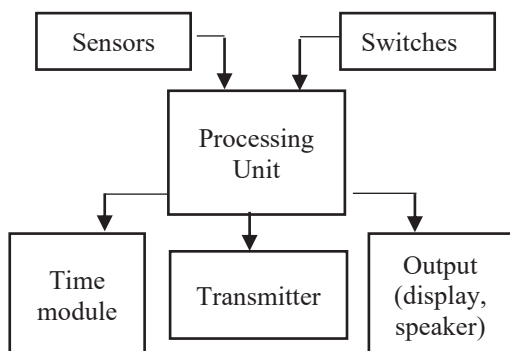 Sensors
Switches
Processing
Unit
Time
module
Transmitter
Output
(display,
speaker)